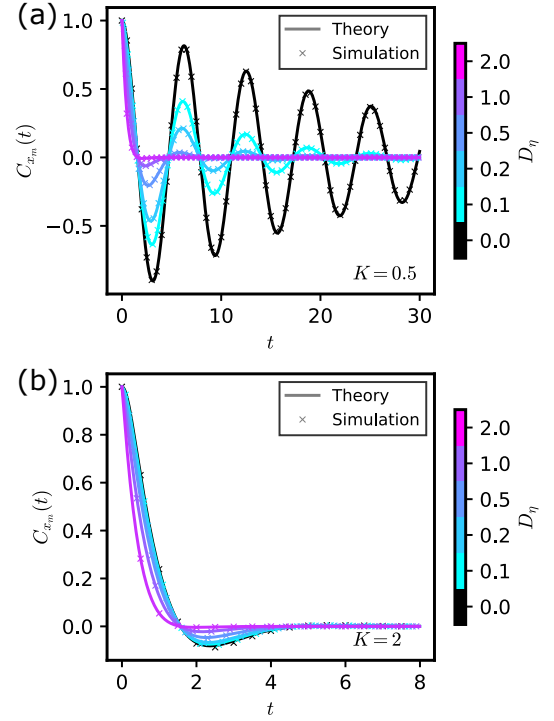 (a)
1.0
0.5
0.0
−0.5
C_{x_m}(t)
Theory
Simulation
K = 0.5
0
10
20
30
t
2.0
1.0
0.5
0.2
0.1
0.0
D_η
(b)
1.0
0.8
0.6
0.4
0.2
0.0
C_{x_m}(t)
Theory
Simulation
K = 2
0
2
4
6
8
t
2.0
1.0
0.5
0.2
0.1
0.0
D_η